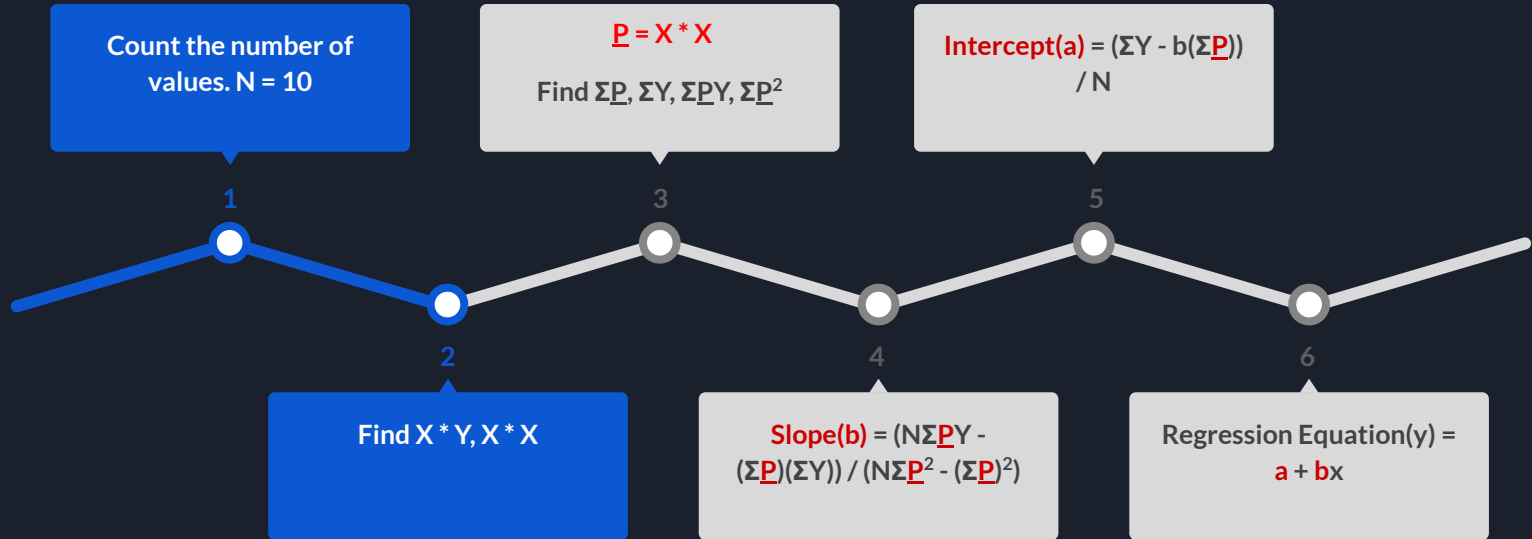 Count the number of
values. N = 10
1
2
Find X * Y, X * X
P = X * X
Find ΣP, ΣY, ΣPY, ΣP²
3
4
Slope(b) = (NΣPY -
(ΣP)(ΣY)) / (NΣP² - (ΣP)²)
Intercept(a) = (ΣY - b(ΣP))
/ N
5
6
Regression Equation(y) =
a + bx